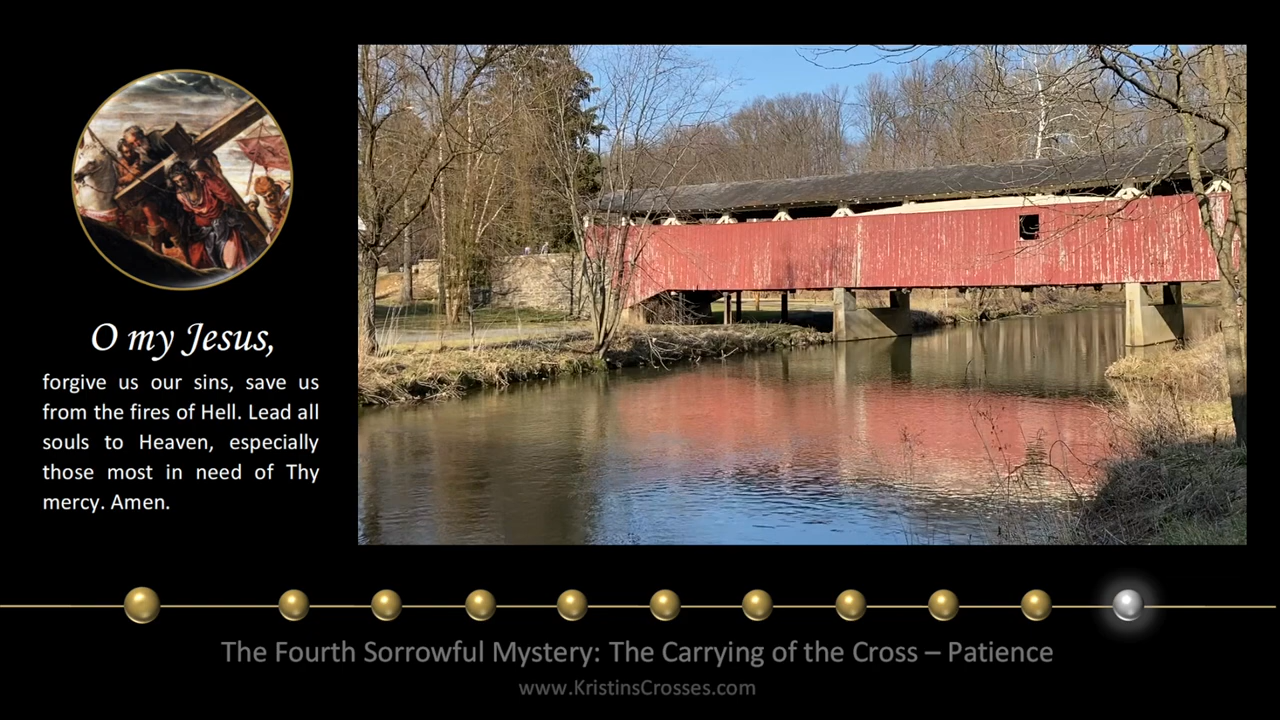 O my Jesus,
forgive us our sins, save us
from the fires of Hell. Lead all
souls to Heaven, especially
those most in need of Thy
mercy. Amen.
The Fourth Sorrowful Mystery: The Carrying of the Cross – Patience
www.KristinsCrosses.com